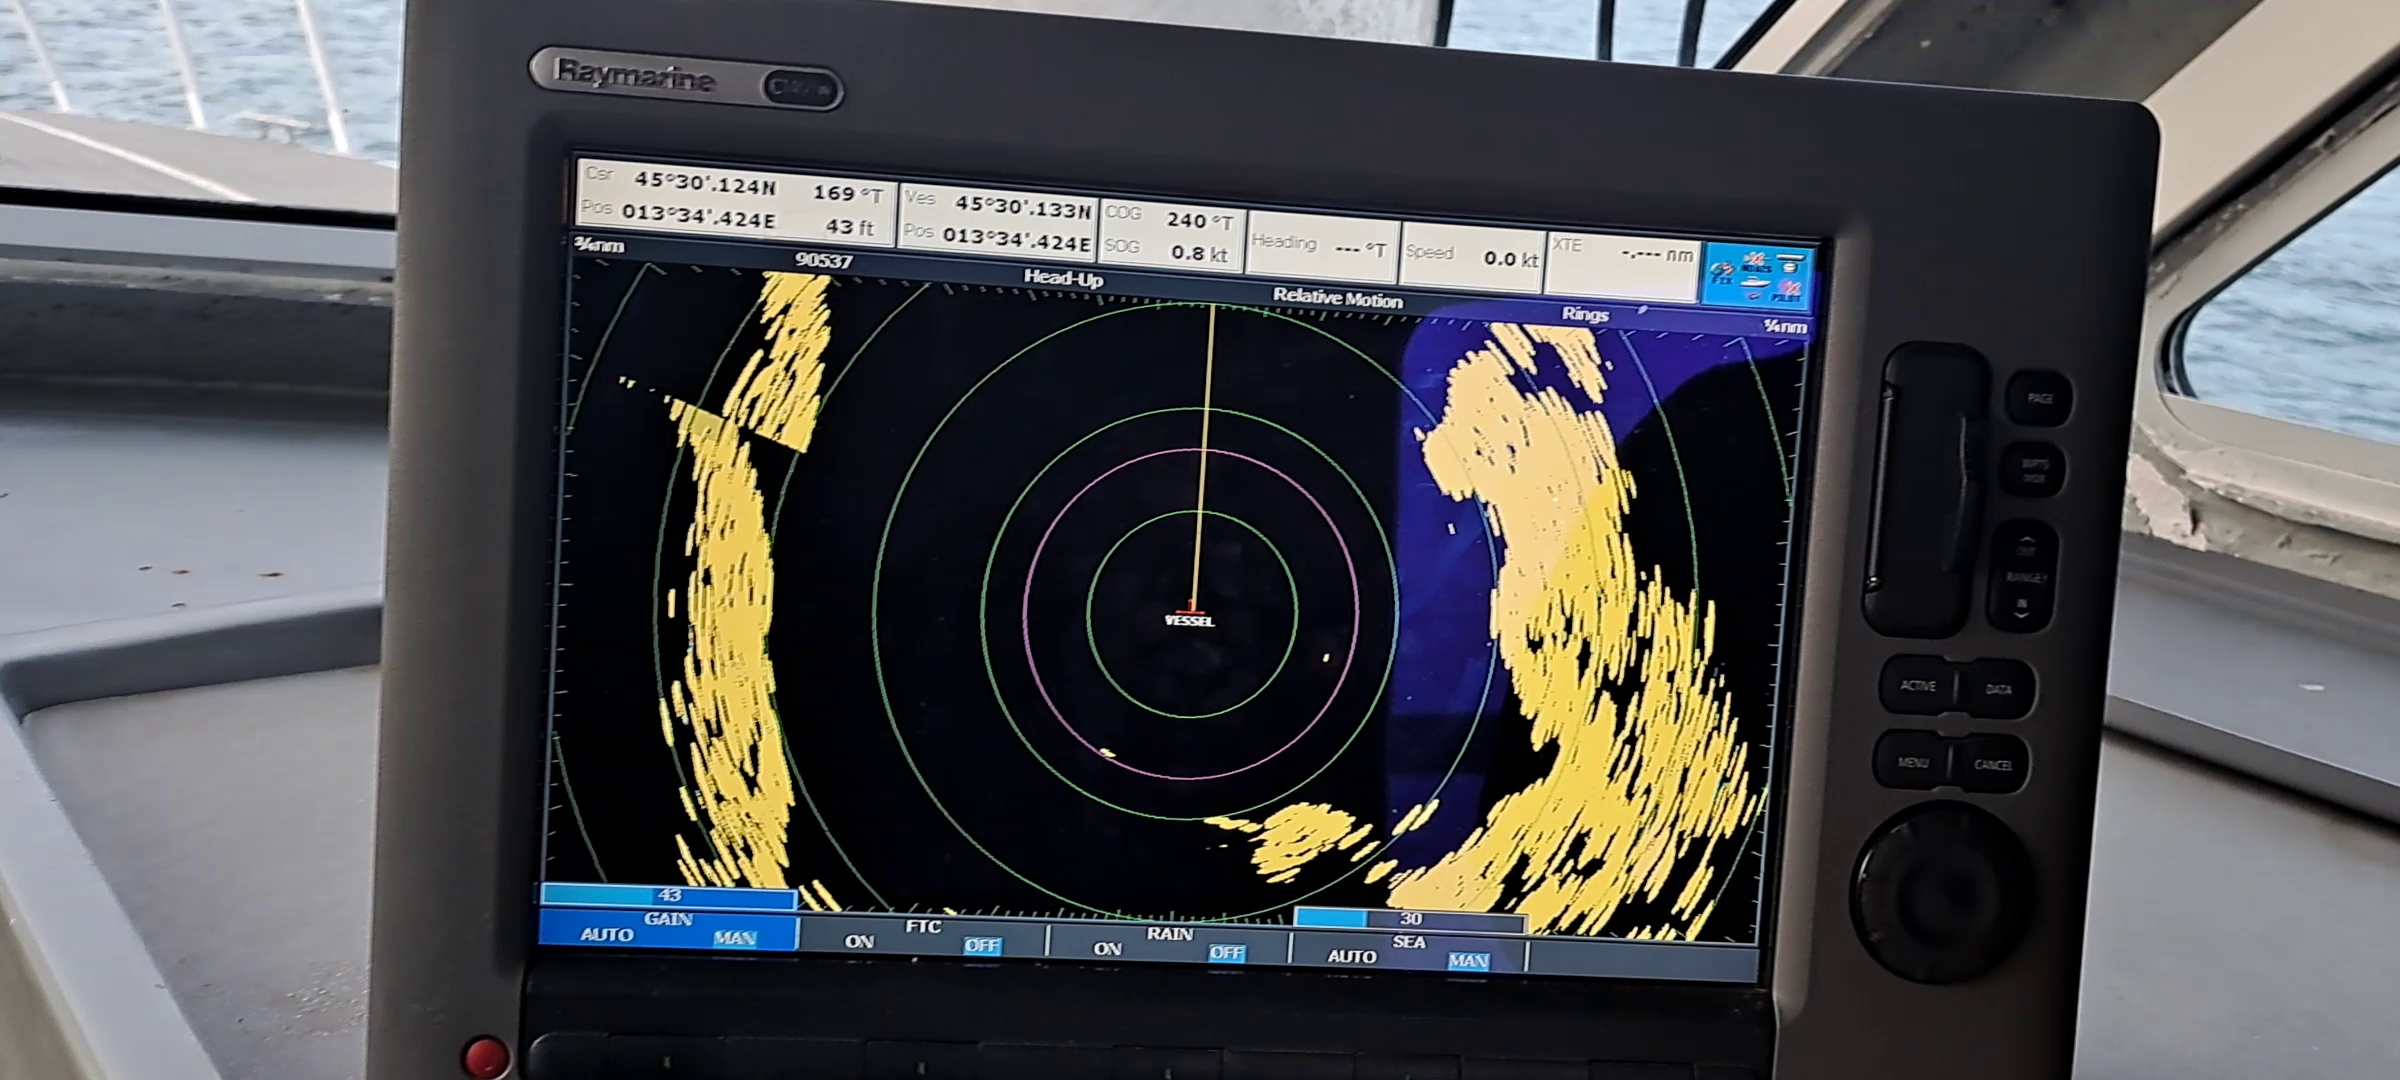 Raymarine
Csr 45°30'.124N 169°T
Pos 013°34'.424E 43 ft
Ves 45°30'.133N
Pos 013°34'.424E
COG 240°T
SOG 0.8 kt
Heading ---°T
Speed 0.0 kt
XTE -.--- nm
¾nm 90537 Head-Up Relative Motion Rings ¼nm
VESSEL
43
GAIN
AUTO MAN
FTC
ON OFF
RAIN
ON OFF
30
SEA
AUTO MAN
PAGE
OUT
RANGE
IN
ACTIVE DATA
MENU CANCEL